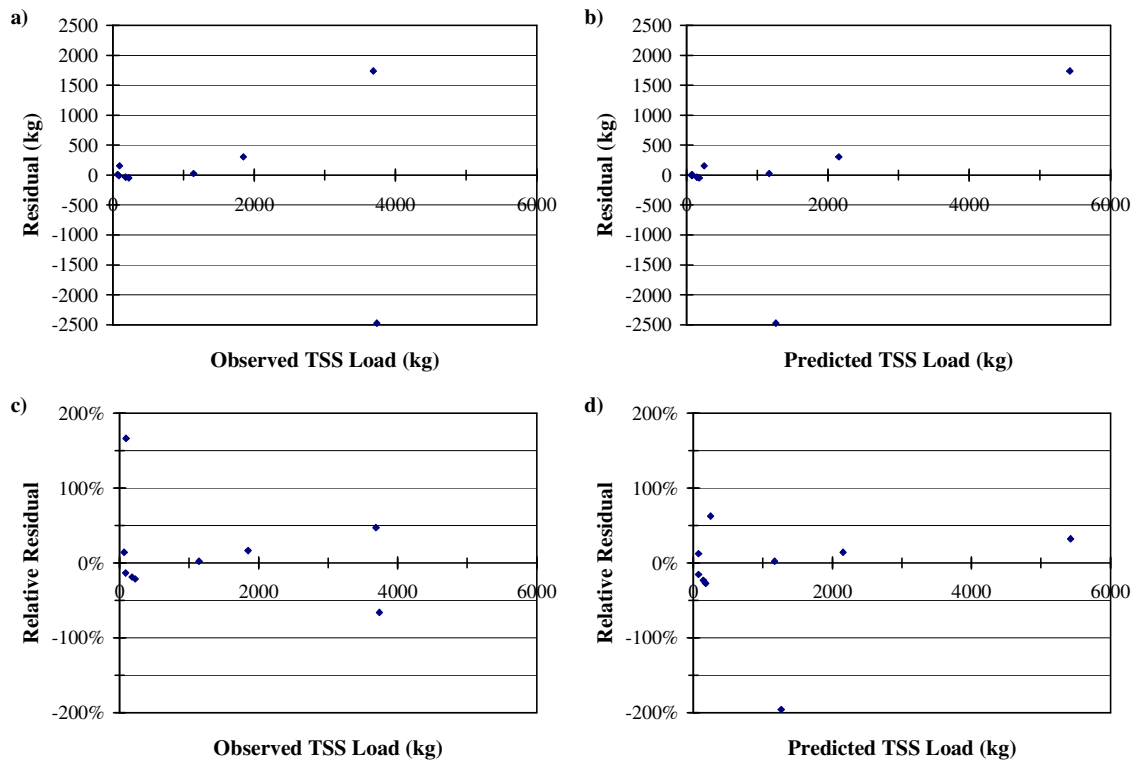 a)
2500
2000
1500
1000
500
0
-500
-1000
-1500
-2000
-2500
Residual (kg)
0 2000 4000 6000
Observed TSS Load (kg)
b)
2500
2000
1500
1000
500
0
-500
-1000
-1500
-2000
-2500
Residual (kg)
0 2000 4000 6000
Predicted TSS Load (kg)
c)
200%
100%
0%
-100%
-200%
Relative Residual
0 2000 4000 6000
Observed TSS Load (kg)
d)
200%
100%
0%
-100%
-200%
Relative Residual
0 2000 4000 6000
Predicted TSS Load (kg)